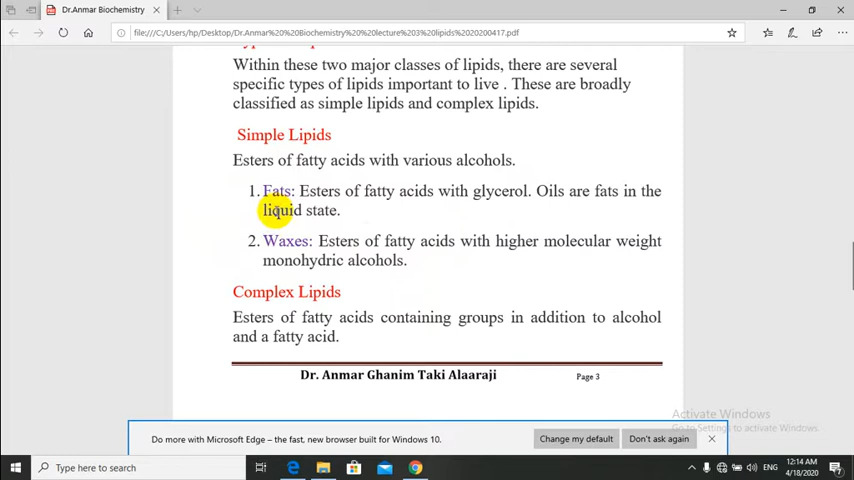 Dr.Anmar Biochemistry
file:///C:/Users/hp/Desktop/Dr.Anmar%20%20Biochemistry%20%20lecture%203%20lipids%2020200417.pdf
Within these two major classes of lipids, there are several
specific types of lipids important to live . These are broadly
classified as simple lipids and complex lipids.
Simple Lipids
Esters of fatty acids with various alcohols.
1. Fats: Esters of fatty acids with glycerol. Oils are fats in the
liquid state.
2. Waxes: Esters of fatty acids with higher molecular weight
monohydric alcohols.
Complex Lipids
Esters of fatty acids containing groups in addition to alcohol
and a fatty acid.
Dr. Anmar Ghanim Taki Alaaraji
Page 3
Activate Windows
Go to Settings to activate Windows.
Do more with Microsoft Edge – the fast, new browser built for Windows 10.
Change my default
Don't ask again
Type here to search
ENG
12:14 AM
4/18/2020